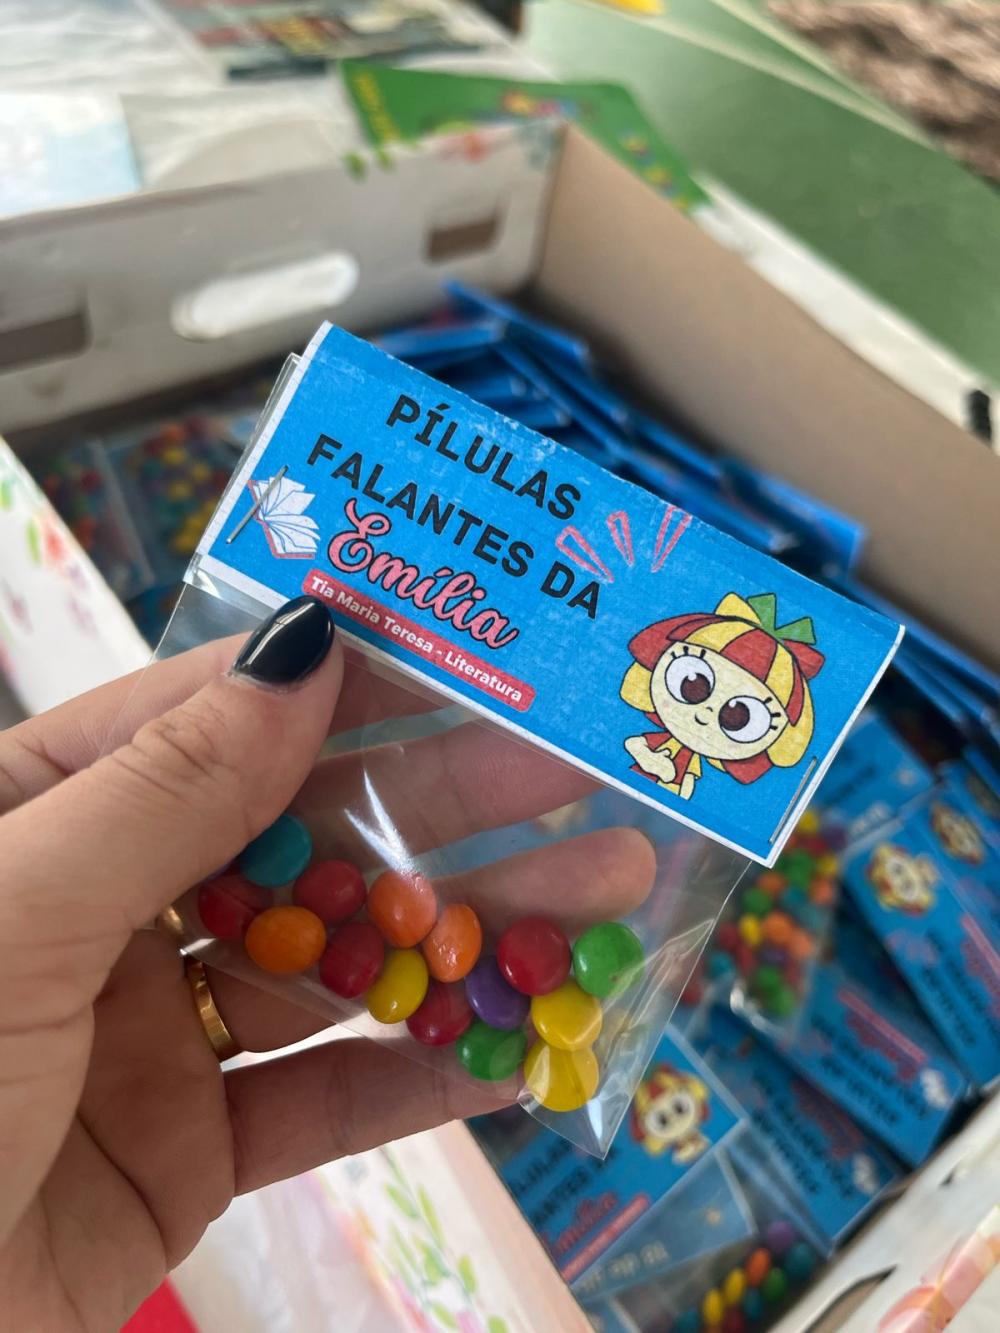 PÍLULAS
FALANTES DA
Emília
Tia Maria Teresa - Literatura